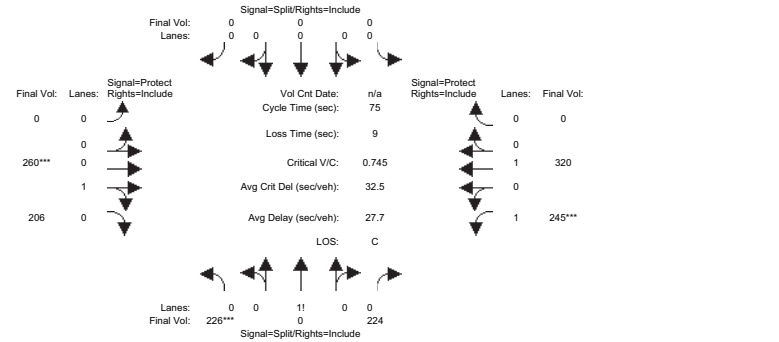 Signal=Split/Rights=Include
Final Vol: 0 0 0
Lanes: 0 0 0 0 0
Signal=Protect
Final Vol: Lanes: Rights=Include
Vol Cnt Date: n/a
Signal=Protect
Rights=Include Lanes: Final Vol:
Cycle Time (sec): 75
0 0
0 0
Loss Time (sec): 9
0
0
260*** 0
Critical V/C: 0.745
1 320
1
Avg Crit Del (sec/veh): 32.5
0
206 0
Avg Delay (sec/veh): 27.7
1 245***
LOS: C
Lanes: 0 0 1! 0 0
Final Vol: 226*** 0 224
Signal=Split/Rights=Include